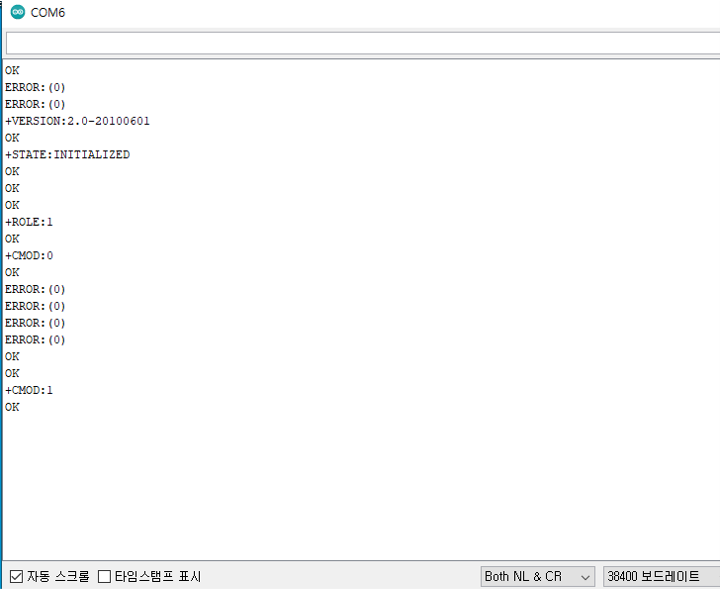 COM6
OK
ERROR:(0)
ERROR:(0)
+VERSION:2.0-20100601
OK
+STATE:INITIALIZED
OK
OK
OK
+ROLE:1
OK
+CMOD:0
OK
ERROR:(0)
ERROR:(0)
ERROR:(0)
ERROR:(0)
OK
OK
+CMOD:1
OK
자동 스크롤 타임스탬프 표시 Both NL & CR 38400 보드레이트